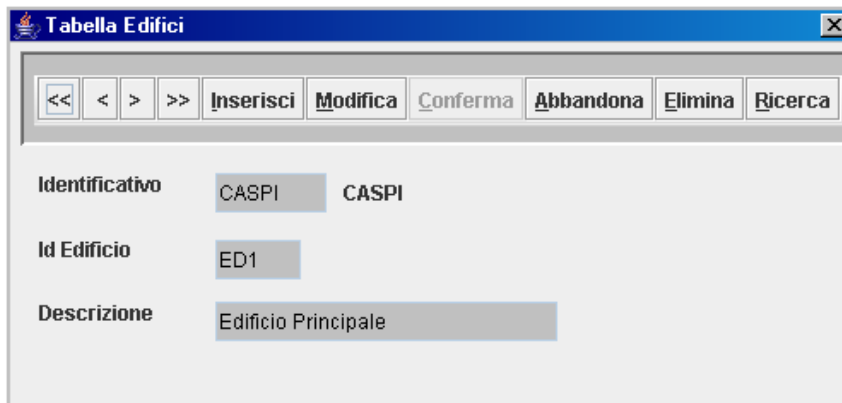 Tabella Edifici
<< < > >> Inserisci Modifica Conferma Abbandona Elimina Ricerca
Identificativo CASPI CASPI
Id Edificio ED1
Descrizione Edificio Principale